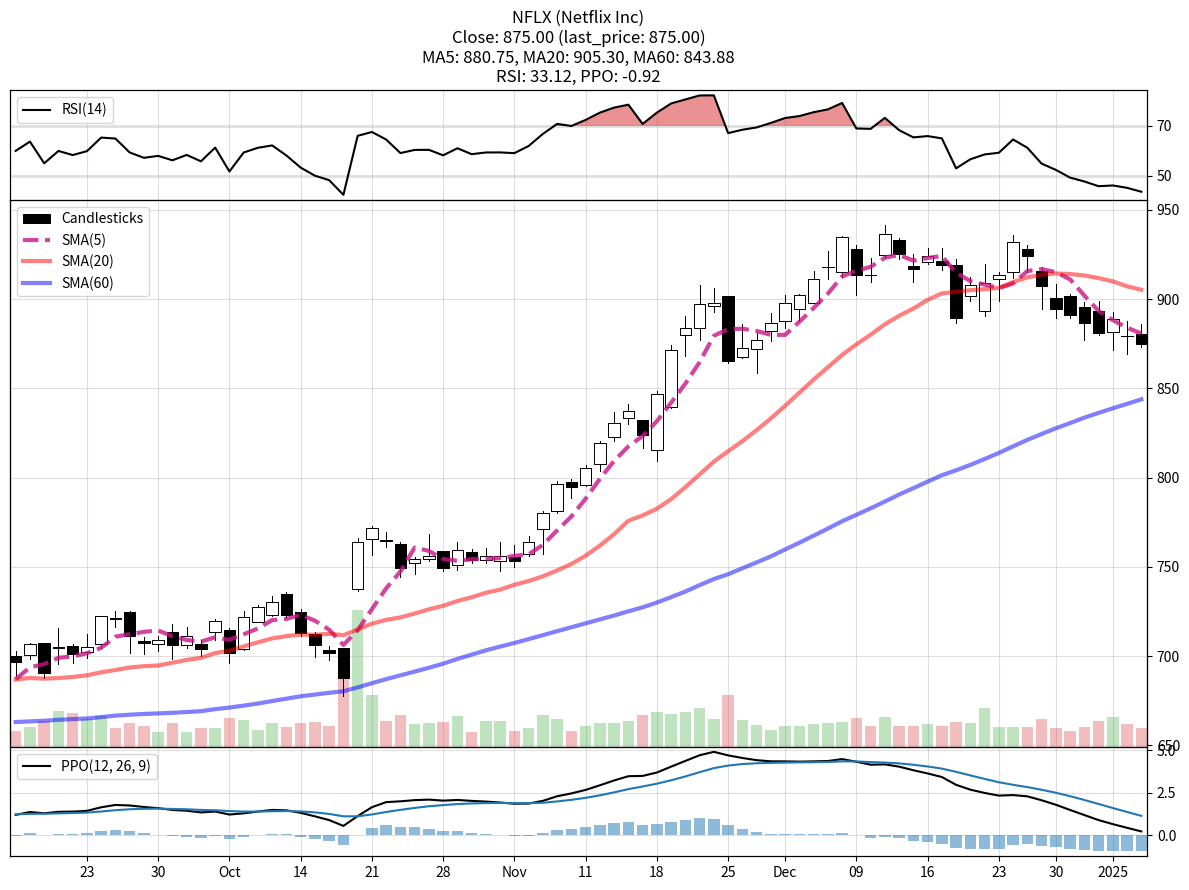 NFLX (Netflix Inc)
Close: 875.00 (last_price: 875.00)
MA5: 880.75, MA20: 905.30, MA60: 843.88
RSI: 33.12, PPO: -0.92
RSI(14)
70
50
Candlesticks
SMA(5)
SMA(20)
SMA(60)
950
900
850
800
750
700
650
PPO(12, 26, 9)
5.0
2.5
0.0
23 30 Oct 14 21 28 Nov 11 18 25 Dec 09 16 23 30 2025